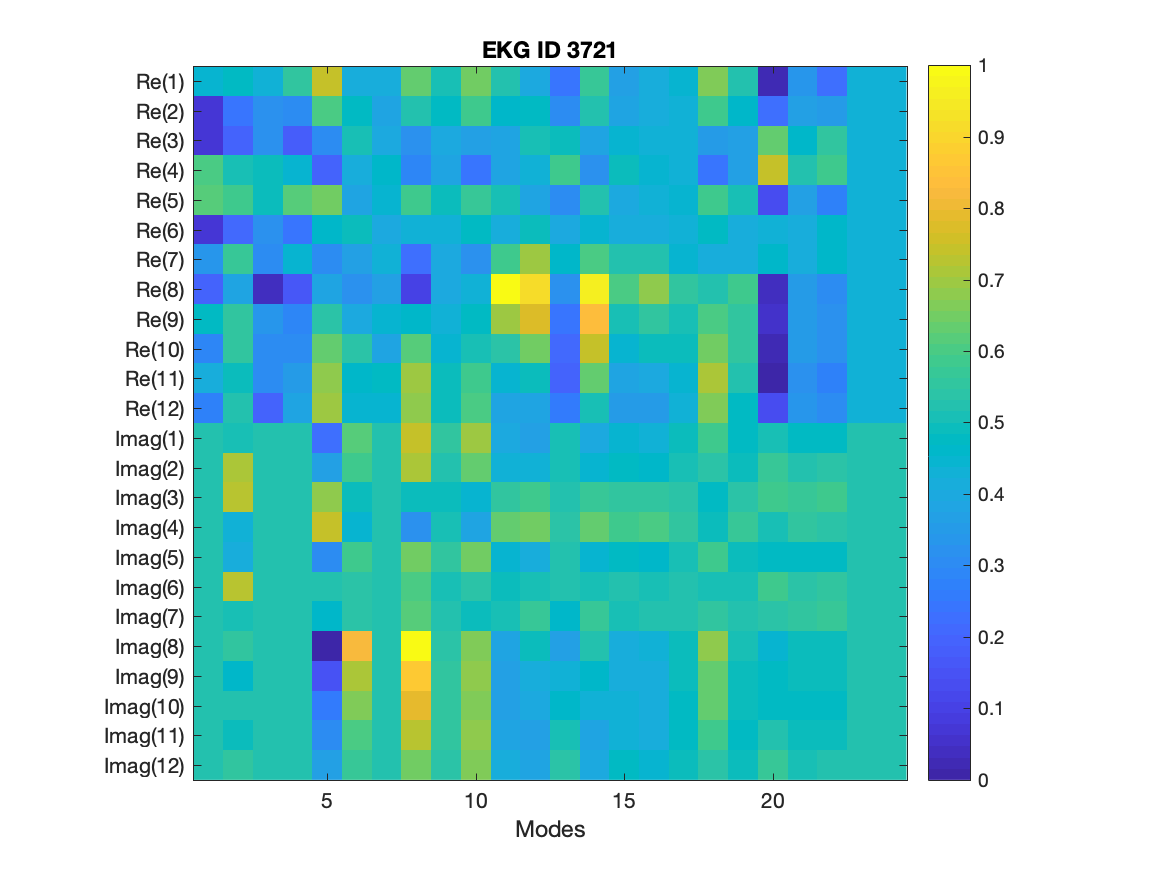 EKG ID 3721
Re(1)
Re(2)
Re(3)
Re(4)
Re(5)
Re(6)
Re(7)
Re(8)
Re(9)
Re(10)
Re(11)
Re(12)
Imag(1)
Imag(2)
Imag(3)
Imag(4)
Imag(5)
Imag(6)
Imag(7)
Imag(8)
Imag(9)
Imag(10)
Imag(11)
Imag(12)
5 10 15 20
Modes
1
0.9
0.8
0.7
0.6
0.5
0.4
0.3
0.2
0.1
0